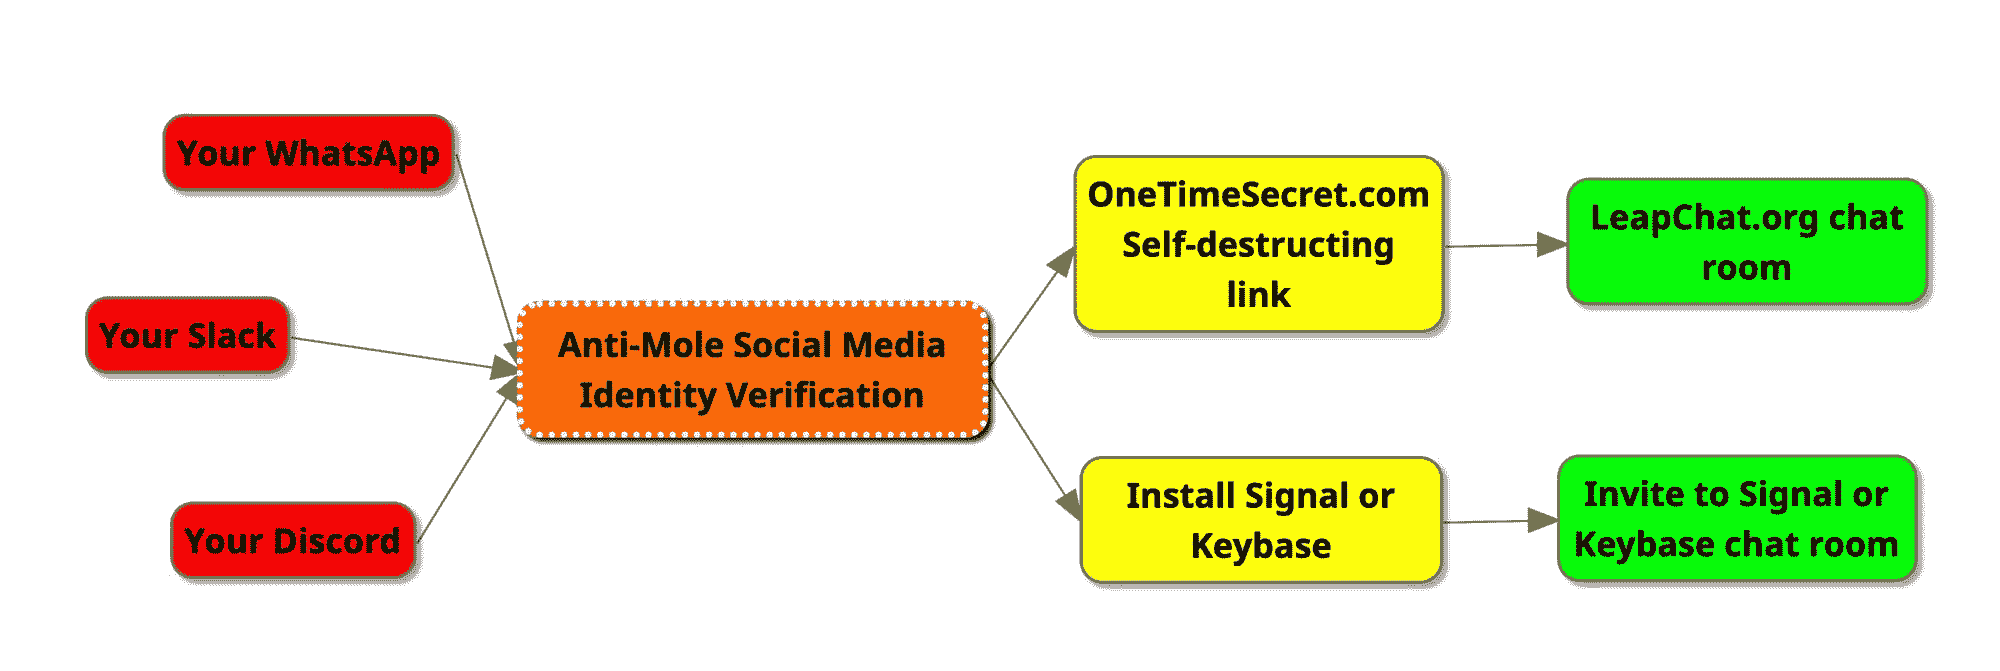 Your WhatsApp
Your Slack
Your Discord
Anti-Mole Social Media
Identity Verification
OneTimeSecret.com
Self-destructing
link
Install Signal or
Keybase
LeapChat.org chat
room
Invite to Signal or
Keybase chat room